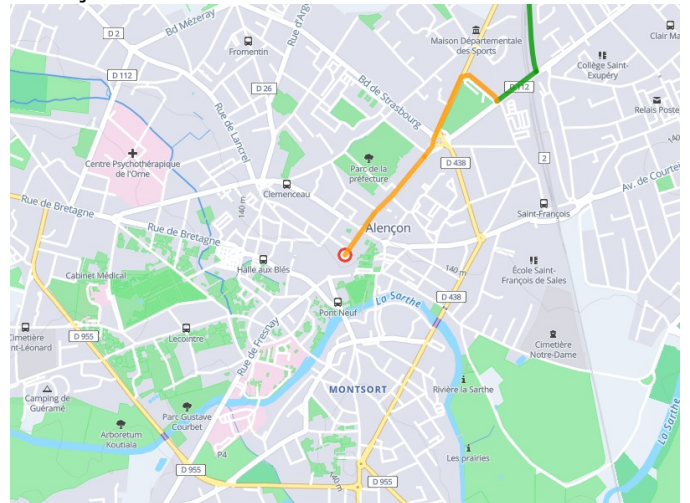 Bd Mézeray
Rue d'Arg
D 2
Fromentin
Maison Départementale
des Sports
Clair Ma
Collège Saint-
Exupéry
D 112
D 26
Bd de Strasbourg
112
Relais Poste
Rue de Lancrel
Centre Psychothérapique
de l'Orne
Parc de la
préfecture
D 438
2
Clemenceau
Av. de Courtei
Rue de Bretagne
140 m
Saint-François
Rue de Bretagne
Alençon
Halle aux Blés
140 m
École Saint-
François de Sales
Cabinet Médical
La Sarthe
D 438
Pont Neuf
Cimetière
nt-Léonard
D 955
Lecointre
Rue de Fresnay
Cimetière
Notre-Dame
Camping de
Guéramé
MONTSORT
Rivière la Sarthe
Parc Gustave
Courbet
Arboretum
Koutiala
La Sarthe
P4
Les prairies
D 955
140 m
D 955